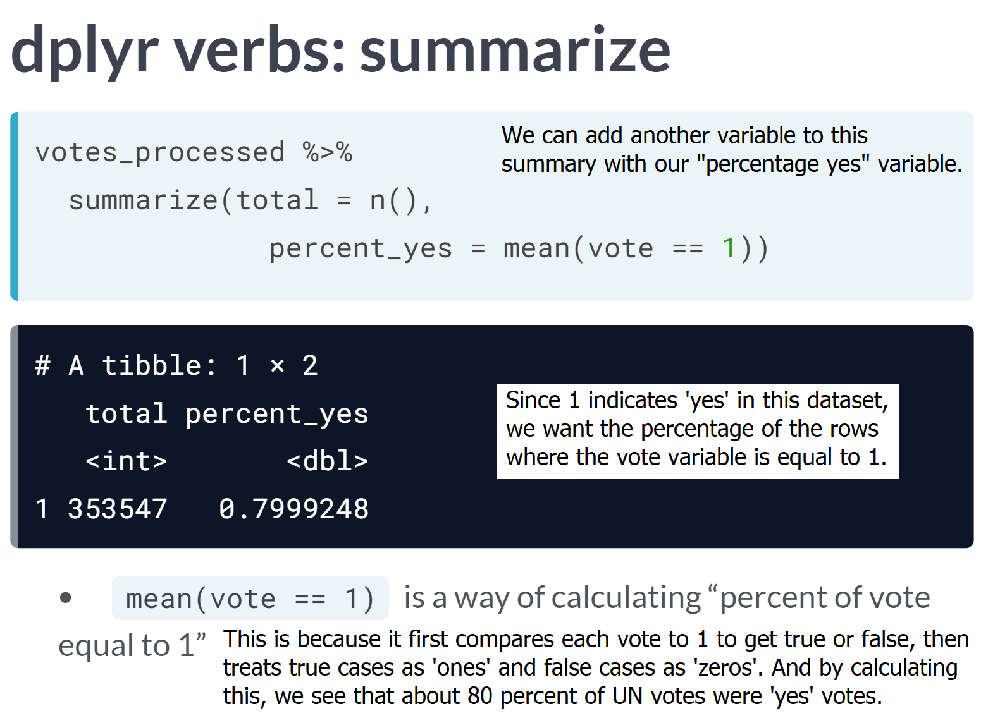 dplyr verbs: summarize
votes_processed %>%
We can add another variable to this
summary with our "percentage yes" variable.
summarize(total = n(),
percent_yes = mean(vote == 1))
# A tibble: 1 × 2
total percent_yes
<int> <dbl>
1 353547 0.7999248
Since 1 indicates 'yes' in this dataset,
we want the percentage of the rows
where the vote variable is equal to 1.
• mean(vote == 1) is a way of calculating “percent of vote
equal to 1”
This is because it first compares each vote to 1 to get true or false, then
treats true cases as 'ones' and false cases as 'zeros'. And by calculating
this, we see that about 80 percent of UN votes were 'yes' votes.